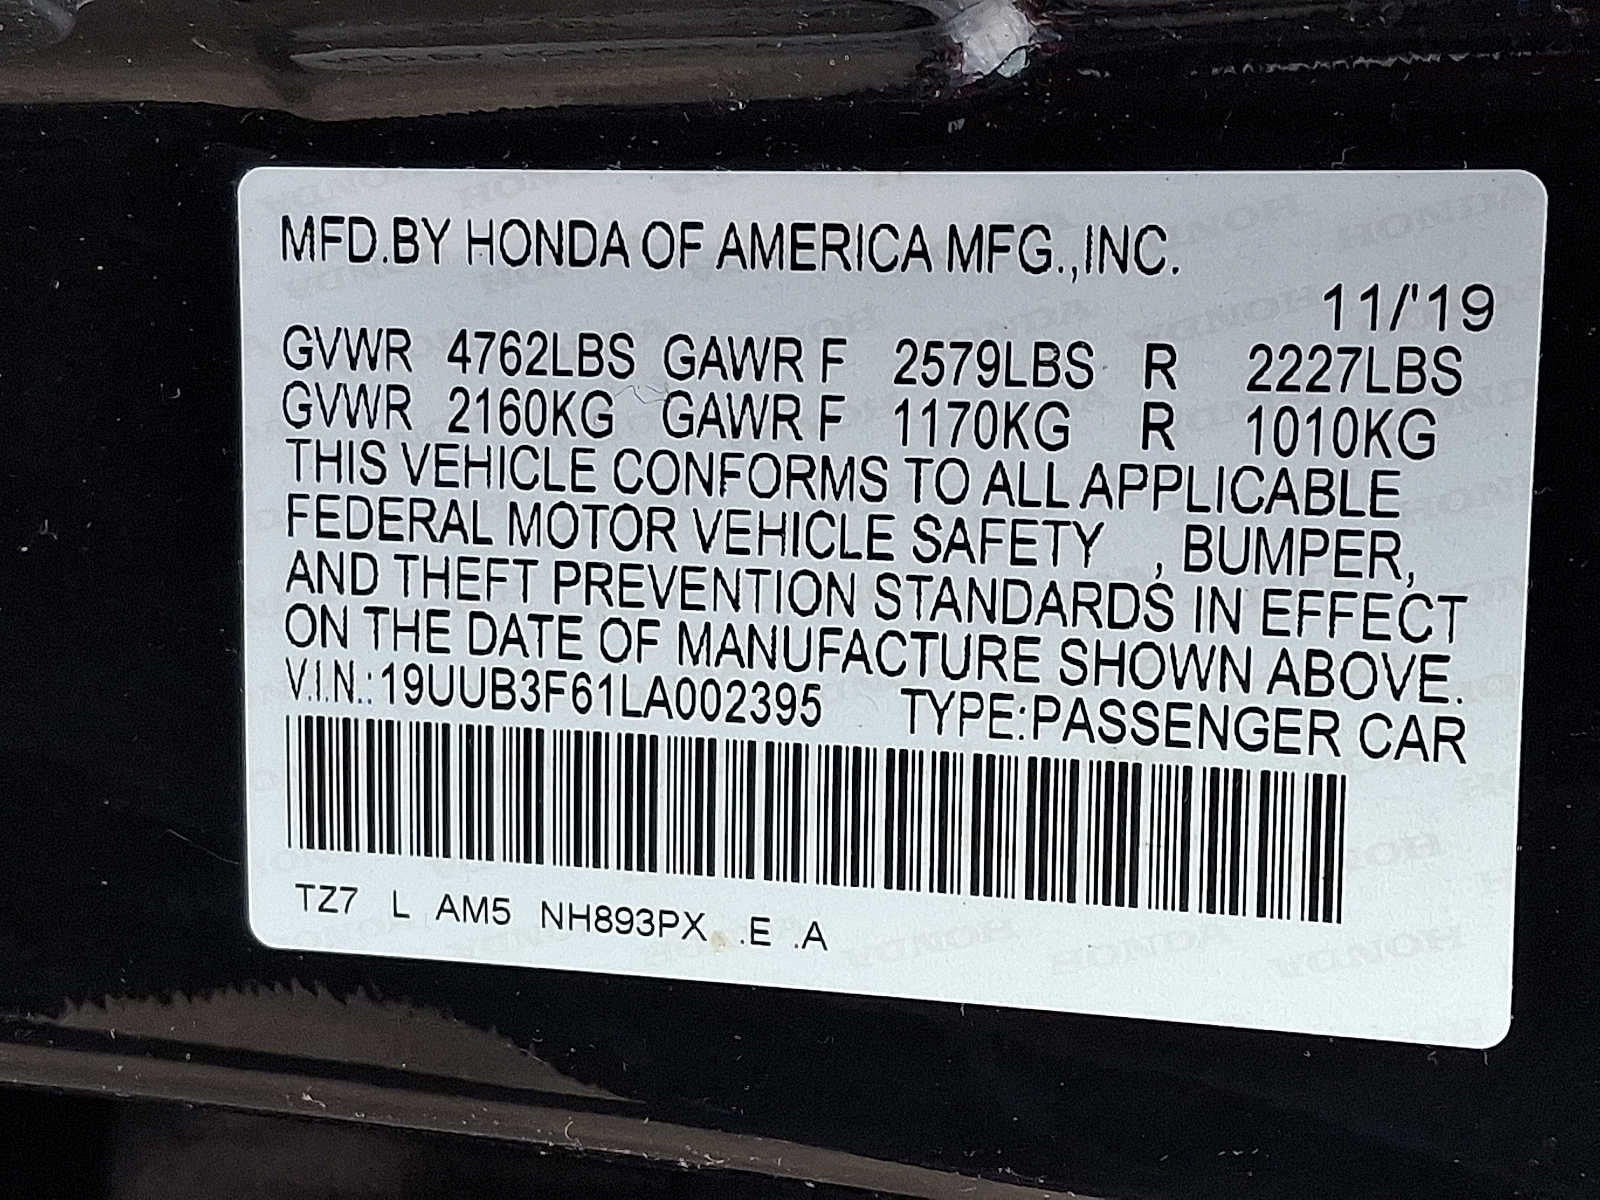 MFD.BY HONDA OF AMERICA MFG.,INC.
11/'19
GVWR 4762LBS GAWR F 2579LBS R 2227LBS
GVWR 2160KG GAWR F 1170KG R 1010KG
THIS VEHICLE CONFORMS TO ALL APPLICABLE
FEDERAL MOTOR VEHICLE SAFETY , BUMPER,
AND THEFT PREVENTION STANDARDS IN EFFECT
ON THE DATE OF MANUFACTURE SHOWN ABOVE.
V.I.N.:19UUB3F61LA002395 TYPE:PASSENGER CAR
TZ7 L AM5 NH893PX .E .A